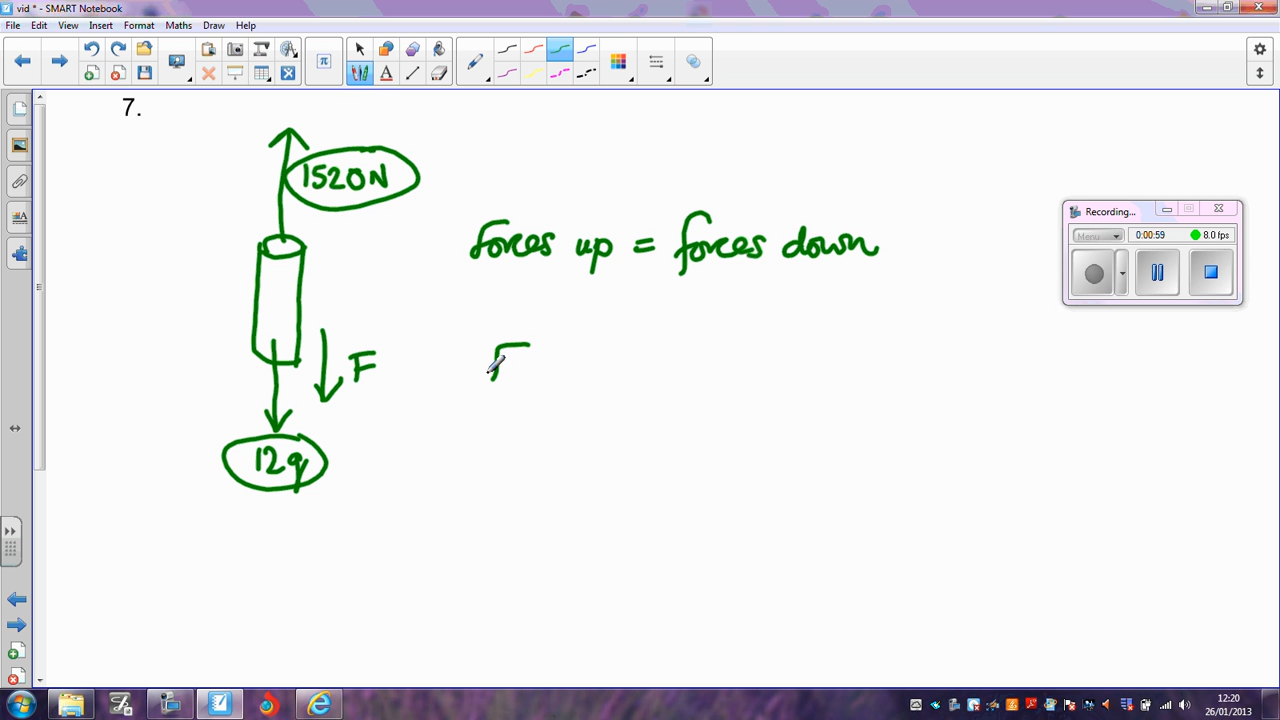 vid * - SMART Notebook
File Edit View Insert Format Maths Draw Help
7.
1520N
forces up = forces down
F
F
12g
Recording...
Menu
0:00:59
8.0 fps
12:20
26/01/2013